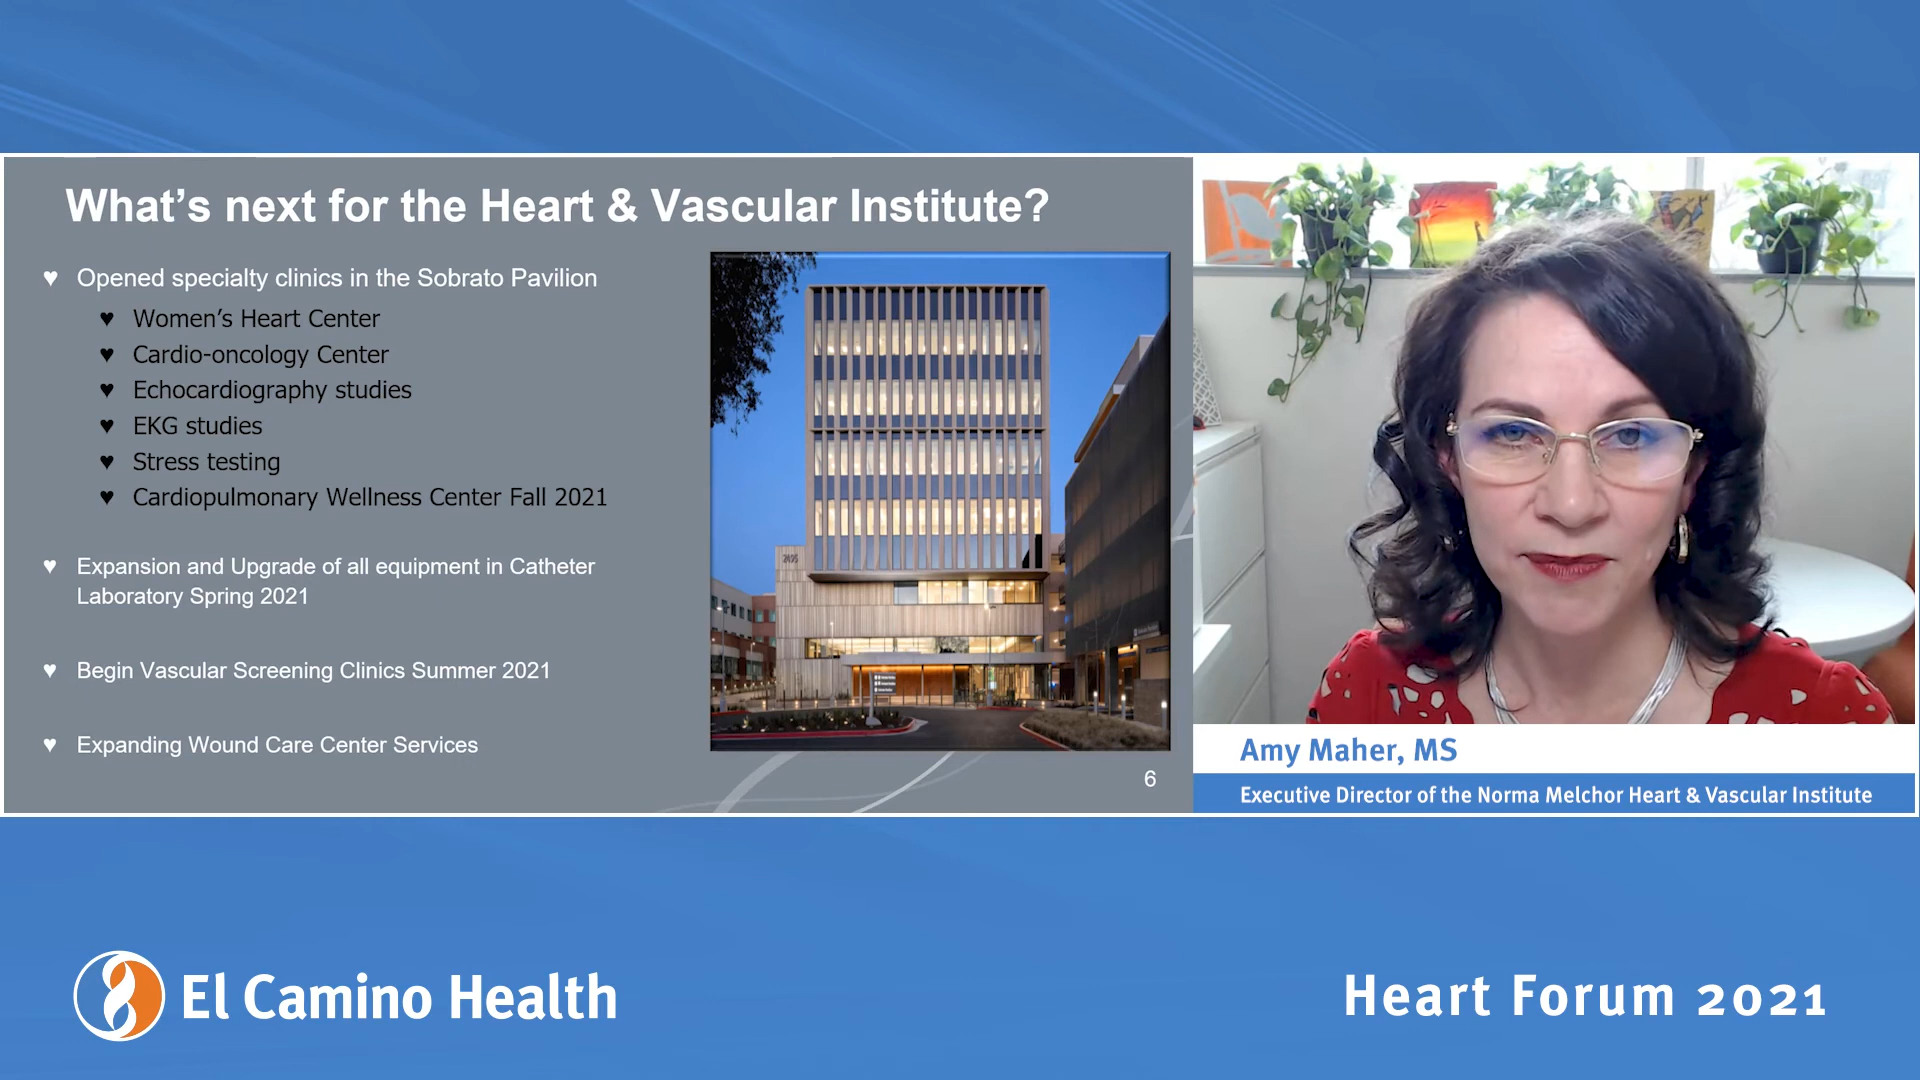 What’s next for the Heart & Vascular Institute?
♥ Opened specialty clinics in the Sobrato Pavilion
♥ Women’s Heart Center
♥ Cardio-oncology Center
♥ Echocardiography studies
♥ EKG studies
♥ Stress testing
♥ Cardiopulmonary Wellness Center Fall 2021
♥ Expansion and Upgrade of all equipment in Catheter
Laboratory Spring 2021
♥ Begin Vascular Screening Clinics Summer 2021
♥ Expanding Wound Care Center Services
2495
6
Amy Maher, MS
Executive Director of the Norma Melchor Heart & Vascular Institute
El Camino Health
Heart Forum 2021